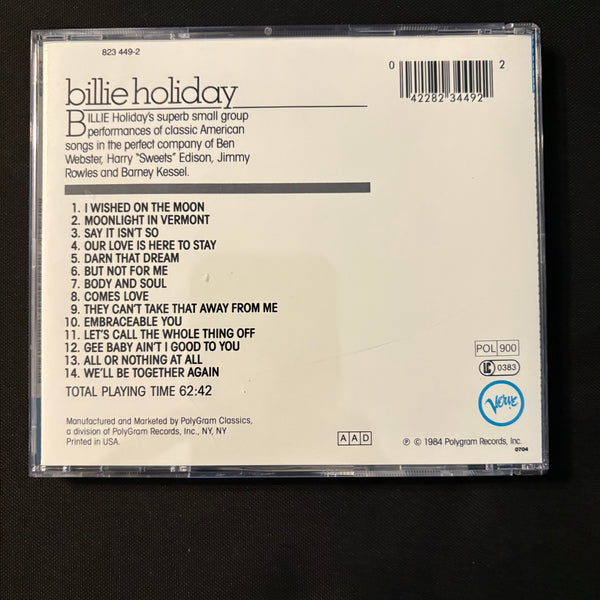 823 449-2
0 42282 34492 2
billie holiday
BILLIE Holiday's superb small group
performances of classic American
songs in the perfect company of Ben
Webster, Harry "Sweets" Edison, Jimmy
Rowles and Barney Kessel.
1. I WISHED ON THE MOON
2. MOONLIGHT IN VERMONT
3. SAY IT ISN'T SO
4. OUR LOVE IS HERE TO STAY
5. DARN THAT DREAM
6. BUT NOT FOR ME
7. BODY AND SOUL
8. COMES LOVE
9. THEY CAN'T TAKE THAT AWAY FROM ME
10. EMBRACEABLE YOU
11. LET'S CALL THE WHOLE THING OFF
12. GEE BABY AIN'T I GOOD TO YOU
13. ALL OR NOTHING AT ALL
14. WE'LL BE TOGETHER AGAIN
TOTAL PLAYING TIME 62:42
POL 900
LC 0383
Verve
Manufactured and Marketed by PolyGram Classics,
a division of PolyGram Records, Inc., NY, NY
Printed in USA.
AAD
℗ © 1984 Polygram Records, Inc.
0704